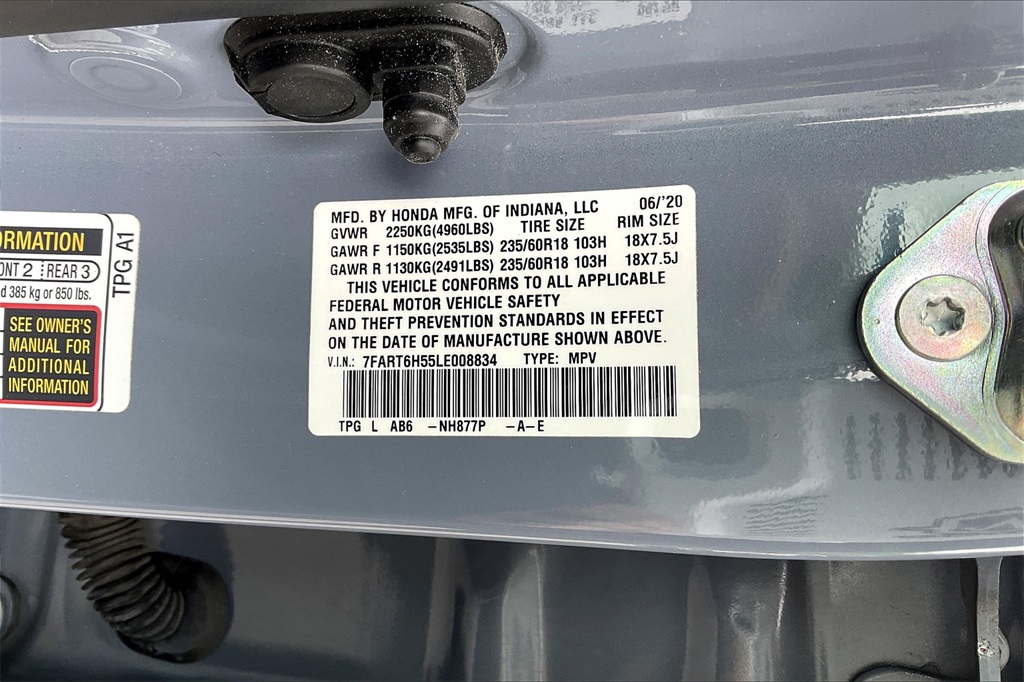 ORMATION
ONT 2 REAR 3
d 385 kg or 850 lbs.
SEE OWNER'S
MANUAL FOR
ADDITIONAL
INFORMATION
TPG A1
MFD. BY HONDA MFG. OF INDIANA, LLC 06/'20
GVWR 2250KG(4960LBS) TIRE SIZE RIM SIZE
GAWR F 1150KG(2535LBS) 235/60R18 103H 18X7.5J
GAWR R 1130KG(2491LBS) 235/60R18 103H 18X7.5J
THIS VEHICLE CONFORMS TO ALL APPLICABLE
FEDERAL MOTOR VEHICLE SAFETY
AND THEFT PREVENTION STANDARDS IN EFFECT
ON THE DATE OF MANUFACTURE SHOWN ABOVE.
V.I.N.: 7FART6H55LE008834 TYPE: MPV
TPG L AB6 -NH877P -A-E